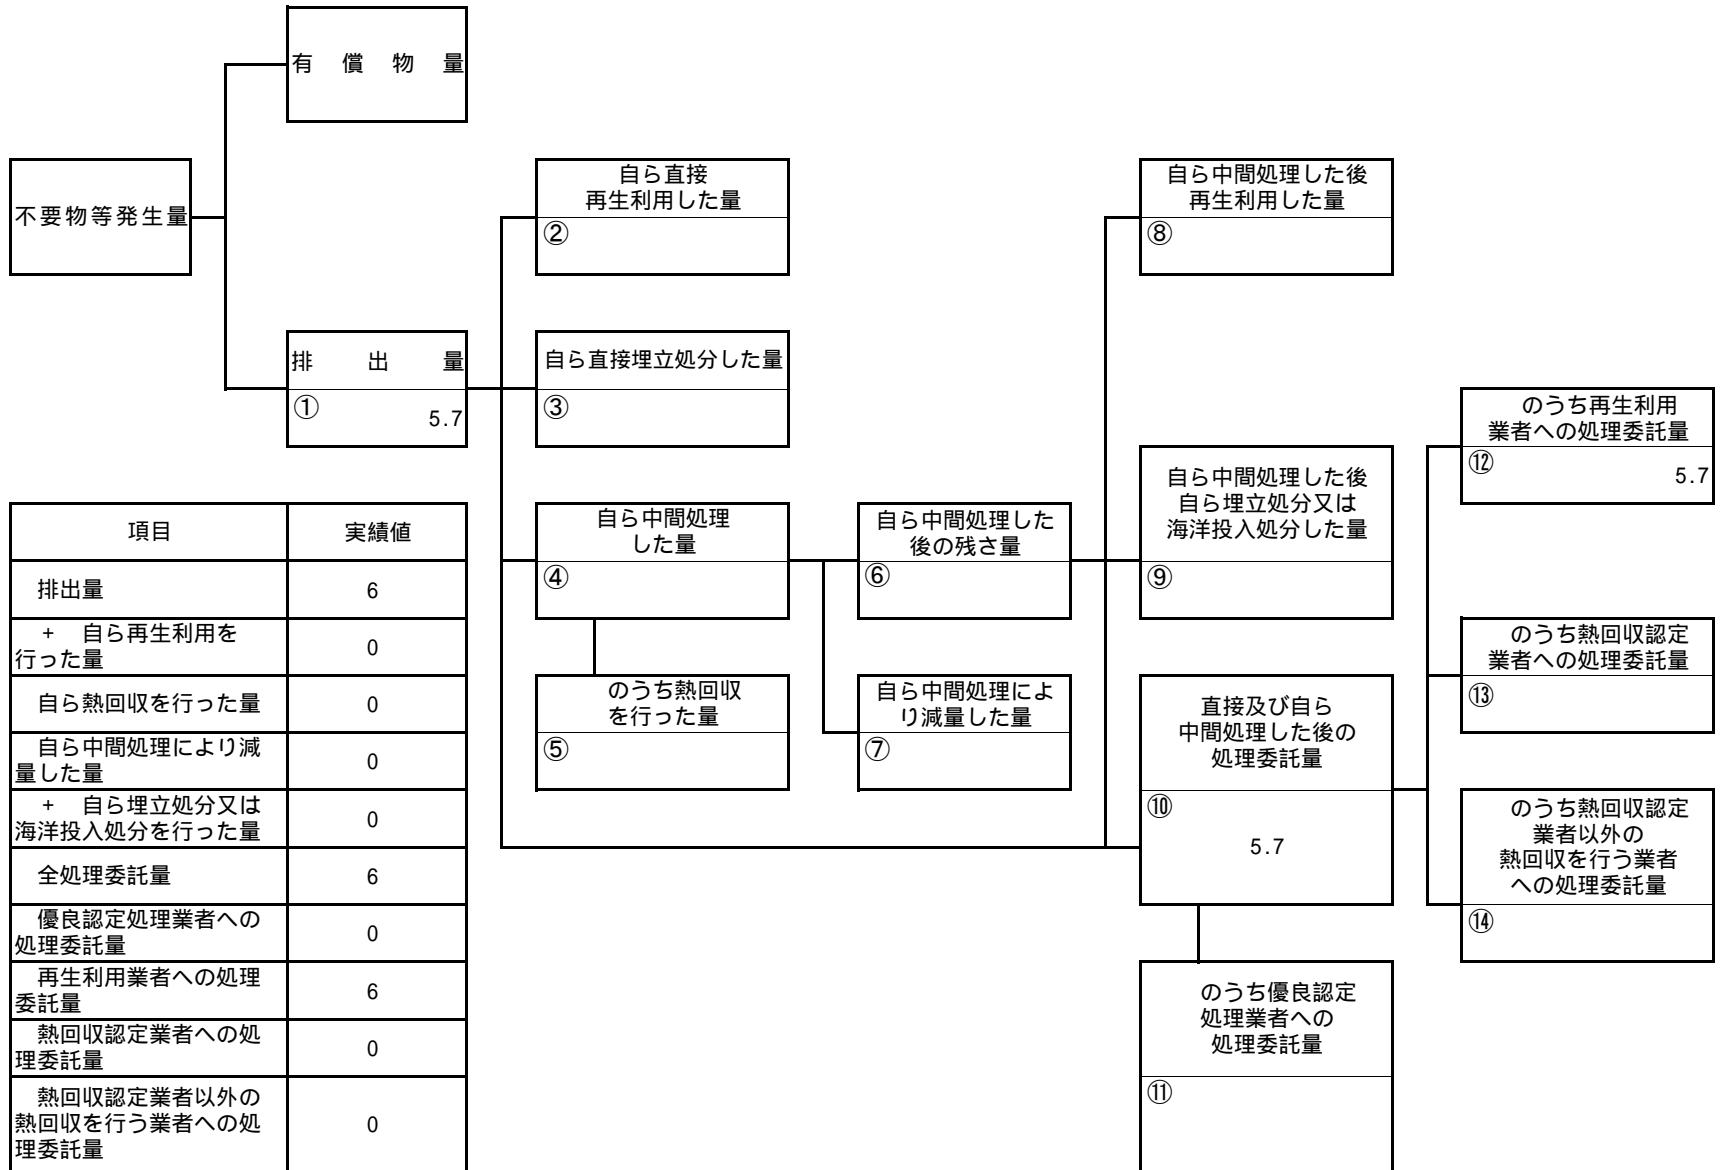 有償物量
不要物等発生量
排出量
①
5.7
自ら直接
再生利用した量
②
自ら直接埋立処分した量
③
自ら中間処理
した量
④
のうち熱回収
を行った量
⑤
自ら中間処理した
後の残さ量
⑥
自ら中間処理によ
り減量した量
⑦
自ら中間処理した後
再生利用した量
⑧
自ら中間処理した後
自ら埋立処分又は
海洋投入処分した量
⑨
直接及び自ら
中間処理した後の
処理委託量
⑩
5.7
のうち優良認定
処理業者への
処理委託量
⑪
のうち再生利用
業者への処理委託量
⑫
5.7
のうち熱回収認定
業者への処理委託量
⑬
のうち熱回収認定
業者以外の
熱回収を行う業者
への処理委託量
⑭
項目 実績値
排出量 6
+ 自ら再生利用を
行った量 0
自ら熱回収を行った量 0
自ら中間処理により減
量した量 0
+ 自ら埋立処分又は
海洋投入処分を行った量 0
全処理委託量 6
優良認定処理業者への
処理委託量 0
再生利用業者への処理
委託量 6
熱回収認定業者への処
理委託量 0
熱回収認定業者以外の
熱回収を行う業者への処
理委託量 0